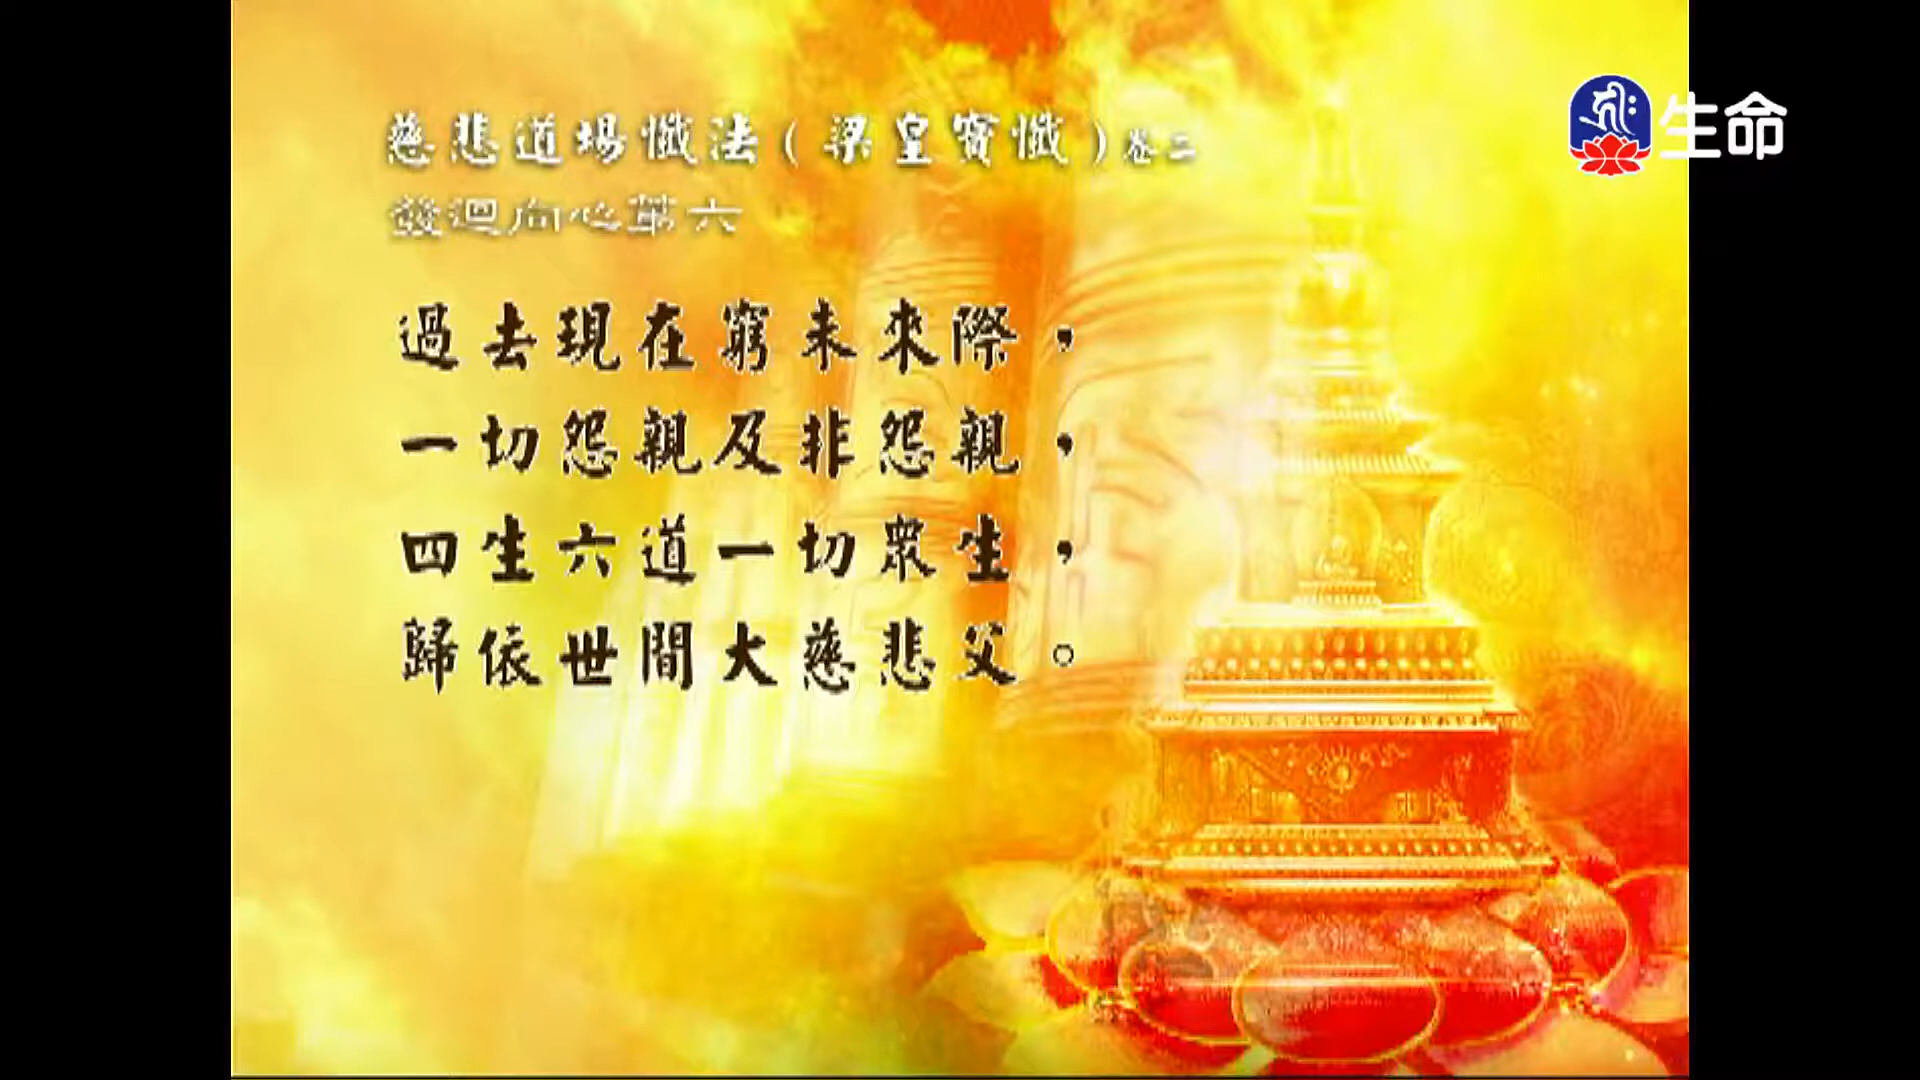 慈悲道場懺法(梁皇寶懺)卷二
發迴向心第六
過去現在窮未來際，
一切怨親及非怨親，
四生六道一切眾生，
歸依世間大慈悲父。
生命